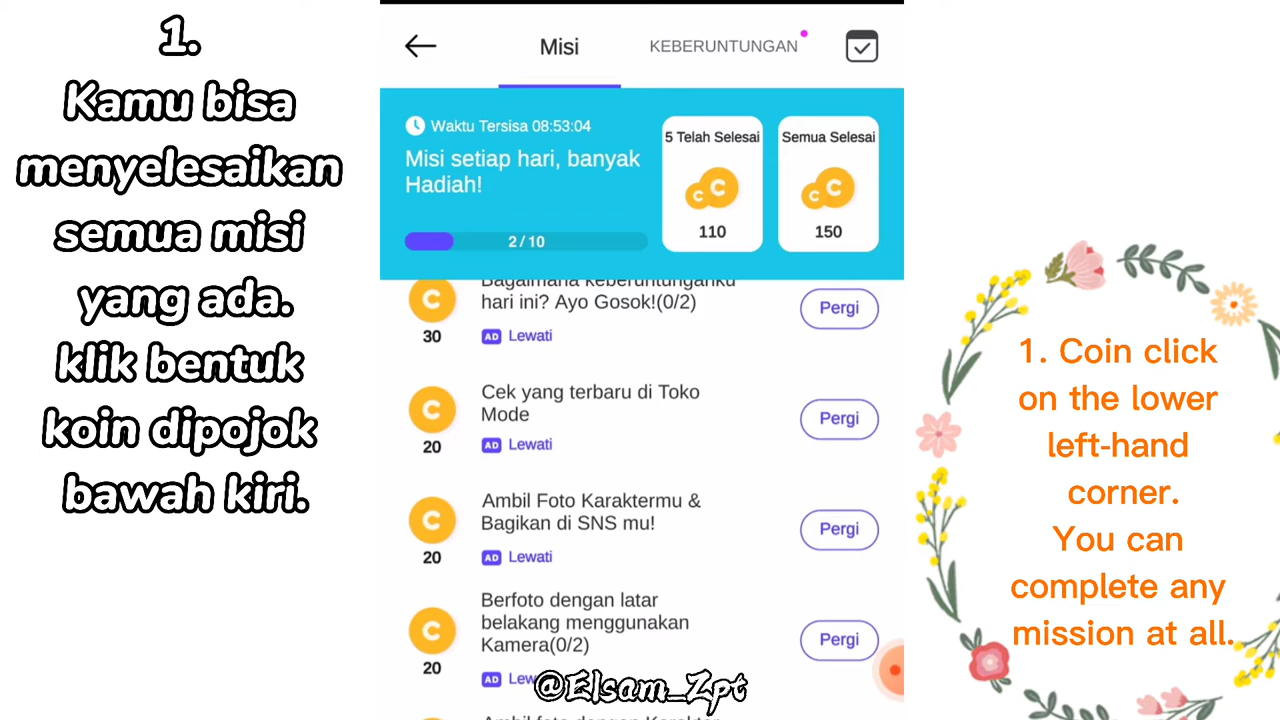 1.
Kamu bisa
menyelesaikan
semua misi
yang ada.
klik bentuk
koin dipojok
bawah kiri.
Misi
KEBERUNTUNGAN
Waktu Tersisa 08:53:04
Misi setiap hari, banyak
Hadiah!
2 / 10
5 Telah Selesai
110
Semua Selesai
150
Bagaimana keberuntunganku
hari ini? Ayo Gosok!(0/2)
30
AD Lewati
Pergi
Cek yang terbaru di Toko
Mode
20
AD Lewati
Pergi
Ambil Foto Karaktermu &
Bagikan di SNS mu!
20
AD Lewati
Pergi
Berfoto dengan latar
belakang menggunakan
Kamera(0/2)
20
AD
Pergi
@Elsam_Zpt
1. Coin click
on the lower
left-hand
corner.
You can
complete any
mission at all.